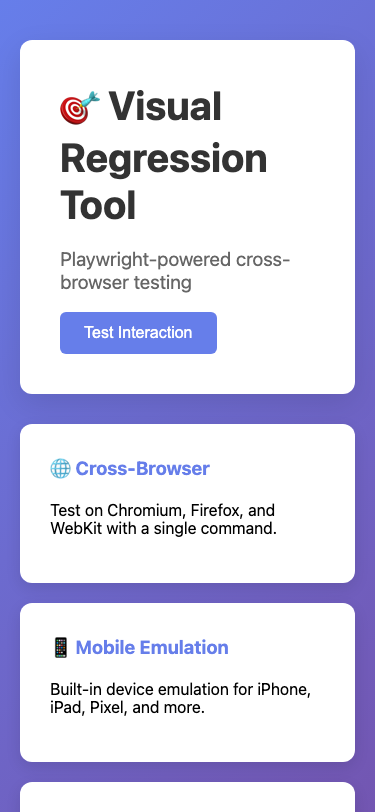 🎯 Visual
Regression
Tool
Playwright-powered cross-
browser testing
Test Interaction
🌐 Cross-Browser
Test on Chromium, Firefox, and
WebKit with a single command.
📱 Mobile Emulation
Built-in device emulation for iPhone,
iPad, Pixel, and more.